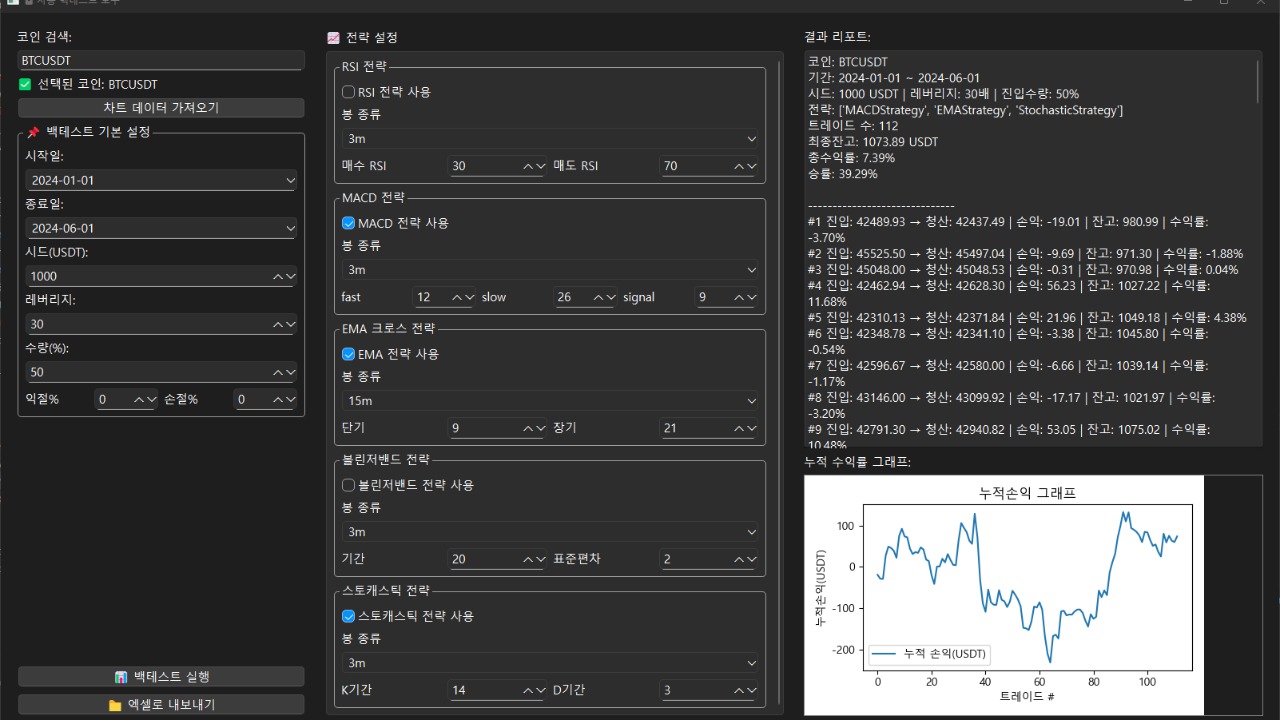 코인 검색:
BTCUSDT
선택된 코인: BTCUSDT
차트 데이터 가져오기
백테스트 기본 설정
시작일:
2024-01-01
종료일:
2024-06-01
시드(USDT):
1000
레버리지:
30
수량(%):
50
익절% 0 손절% 0
백테스트 실행
엑셀로 내보내기
전략 설정
RSI 전략
RSI 전략 사용
봉 종류
3m
매수 RSI 30 매도 RSI 70
MACD 전략
MACD 전략 사용
봉 종류
3m
fast 12 slow 26 signal 9
EMA 크로스 전략
EMA 전략 사용
봉 종류
15m
단기 9 장기 21
볼린저밴드 전략
볼린저밴드 전략 사용
봉 종류
3m
기간 20 표준편차 2
스토캐스틱 전략
스토캐스틱 전략 사용
봉 종류
3m
K기간 14 D기간 3
결과 리포트:
코인: BTCUSDT
기간: 2024-01-01 ~ 2024-06-01
시드: 1000 USDT | 레버리지: 30배 | 진입수량: 50%
전략: ['MACDStrategy', 'EMAStrategy', 'StochasticStrategy']
트레이드 수: 112
최종잔고: 1073.89 USDT
총수익률: 7.39%
승률: 39.29%
------------------------------
#1 진입: 42489.93 → 청산: 42437.49 | 손익: -19.01 | 잔고: 980.99 | 수익률:
-3.70%
#2 진입: 45525.50 → 청산: 45497.04 | 손익: -9.69 | 잔고: 971.30 | 수익률: -1.88%
#3 진입: 45048.00 → 청산: 45048.53 | 손익: -0.31 | 잔고: 970.98 | 수익률: 0.04%
#4 진입: 42462.94 → 청산: 42628.30 | 손익: 56.23 | 잔고: 1027.22 | 수익률:
11.68%
#5 진입: 42310.13 → 청산: 42371.84 | 손익: 21.96 | 잔고: 1049.18 | 수익률: 4.38%
#6 진입: 42348.78 → 청산: 42341.10 | 손익: -3.38 | 잔고: 1045.80 | 수익률:
-0.54%
#7 진입: 42596.67 → 청산: 42580.00 | 손익: -6.66 | 잔고: 1039.14 | 수익률:
-1.17%
#8 진입: 43146.00 → 청산: 43099.92 | 손익: -17.17 | 잔고: 1021.97 | 수익률:
-3.20%
#9 진입: 42791.30 → 청산: 42940.82 | 손익: 53.05 | 잔고: 1075.02 | 수익률:
10.48%
누적 수익률 그래프:
누적손익 그래프
누적손익(USDT)
100
0
-100
-200
누적 손익(USDT)
0 20 40 60 80 100
트레이드 #